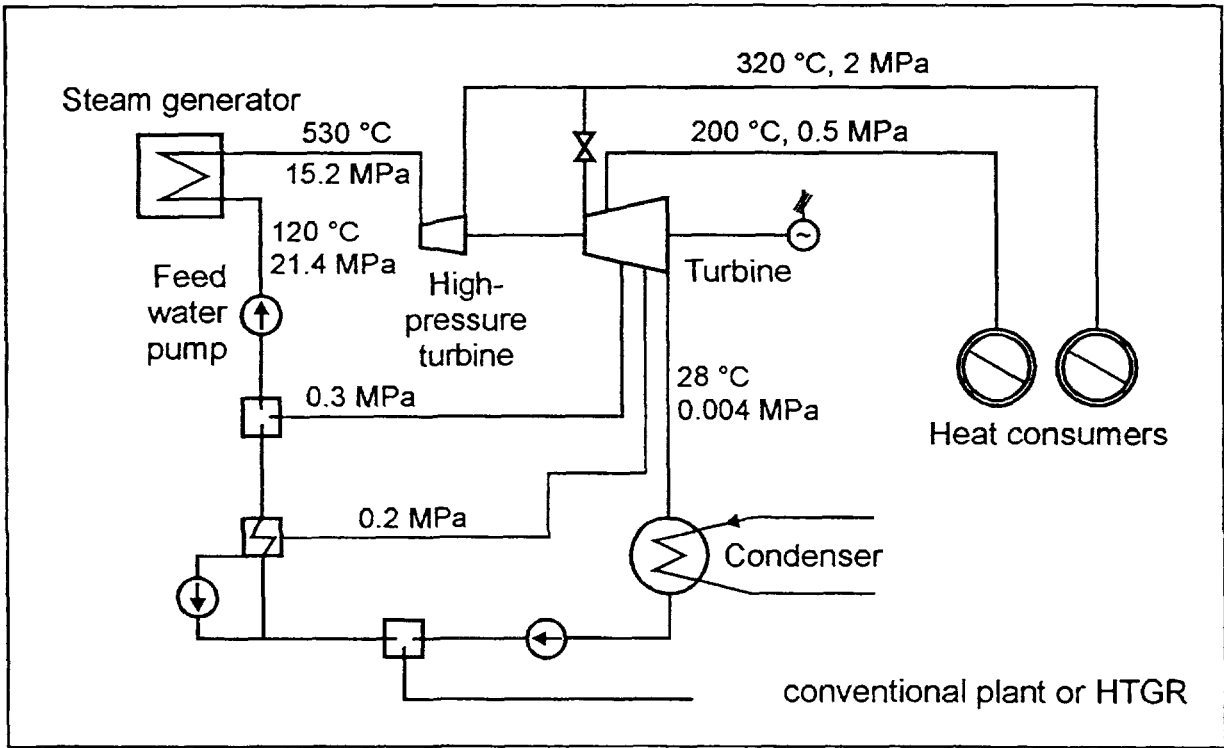 320 °C, 2 MPa
Steam generator
530 °C
200 °C, 0.5 MPa
15.2 MPa
120 °C
21.4 MPa
Feed
water
pump
High-
pressure
turbine
Turbine
~
28 °C
0.004 MPa
0.3 MPa
Heat consumers
0.2 MPa
Condenser
conventional plant or HTGR